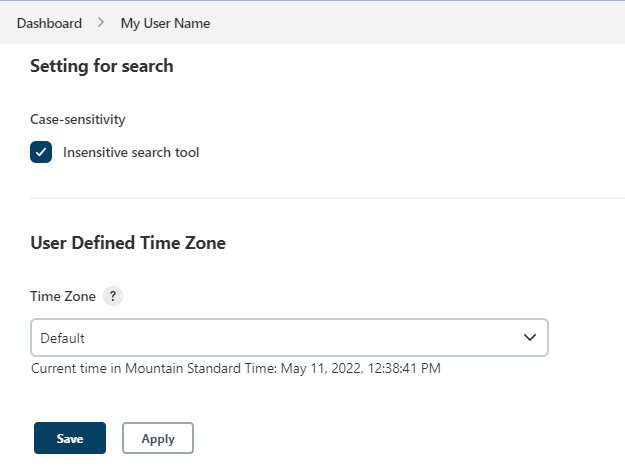 Dashboard > My User Name
Setting for search
Case-sensitivity
Insensitive search tool
User Defined Time Zone
Time Zone ?
Default
Current time in Mountain Standard Time: May 11, 2022, 12:38:41 PM
Save Apply